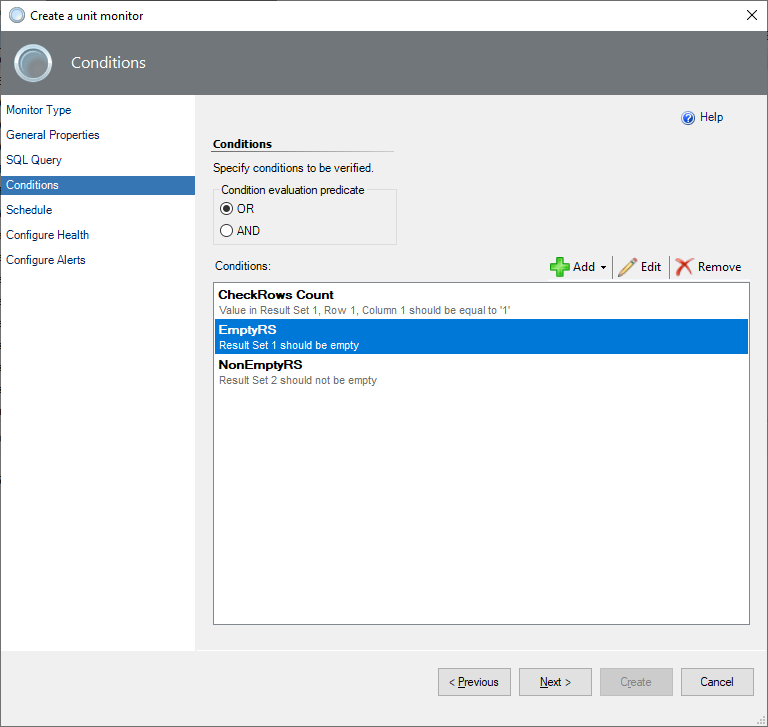 Create a unit monitor
Conditions
Monitor Type
General Properties
SQL Query
Conditions
Schedule
Configure Health
Configure Alerts
Help
Conditions
Specify conditions to be verified.
Condition evaluation predicate
OR
AND
Conditions:
Add
Edit
Remove
CheckRows Count
Value in Result Set 1, Row 1, Column 1 should be equal to '1'
EmptyRS
Result Set 1 should be empty
NonEmptyRS
Result Set 2 should not be empty
< Previous
Next >
Create
Cancel